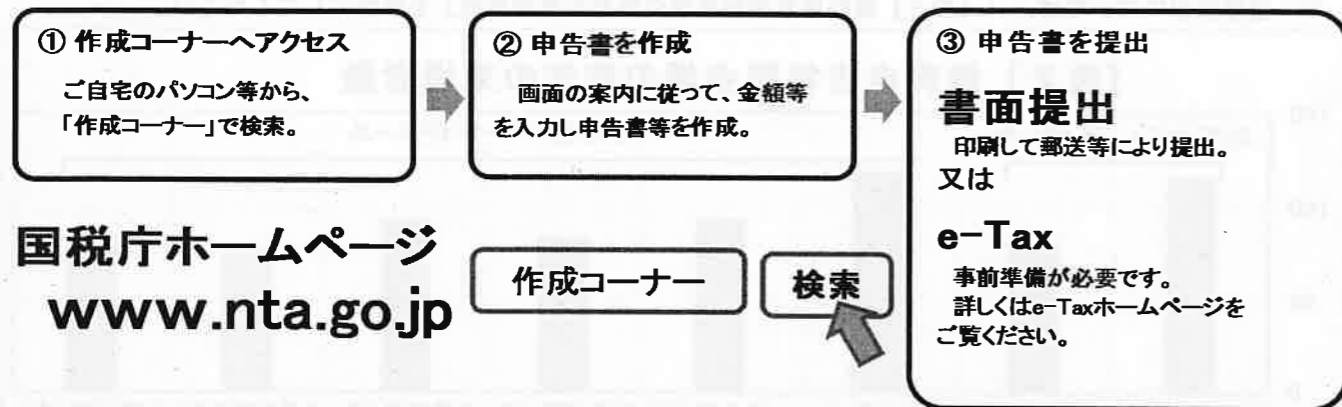 ① 作成コーナーへアクセス
ご自宅のパソコン等から、
「作成コーナー」で検索。
② 申告書を作成
画面の案内に従って、金額等
を入力し申告書等を作成。
③ 申告書を提出
書面提出
印刷して郵送等により提出。
又は
e-Tax
事前準備が必要です。
詳しくはe-Taxホームページを
ご覧ください。
国税庁ホームページ
www.nta.go.jp
作成コーナー
検索